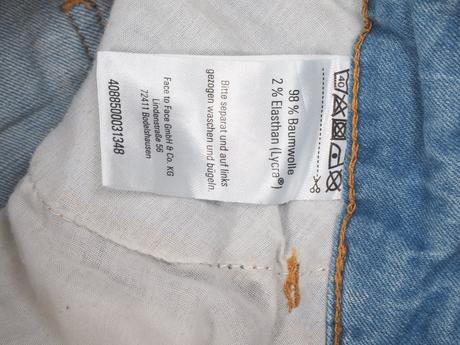 40
98 % Baumwolle
2 % Elasthan (Lycra®)
Bitte separat und auf links
gezogen waschen und bügeln.
Face to Face GmbH & Co. KG
Lindenstraße 56
72411 Bodelshausen
4088500031348